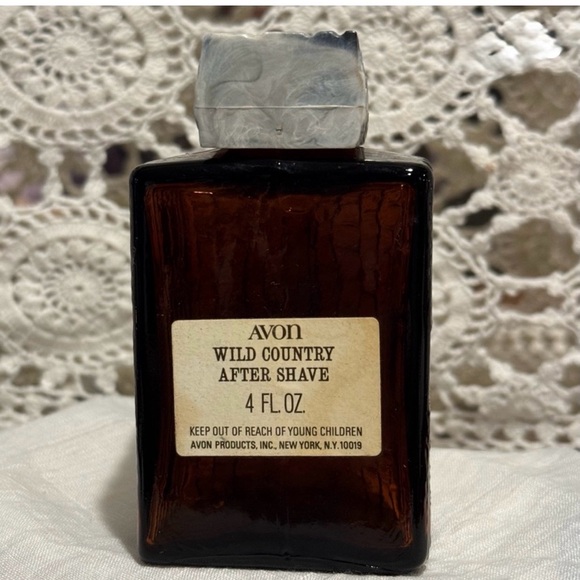 AVON
WILD COUNTRY
AFTER SHAVE
4 FL. OZ.
KEEP OUT OF REACH OF YOUNG CHILDREN
AVON PRODUCTS, INC., NEW YORK, N.Y. 10019